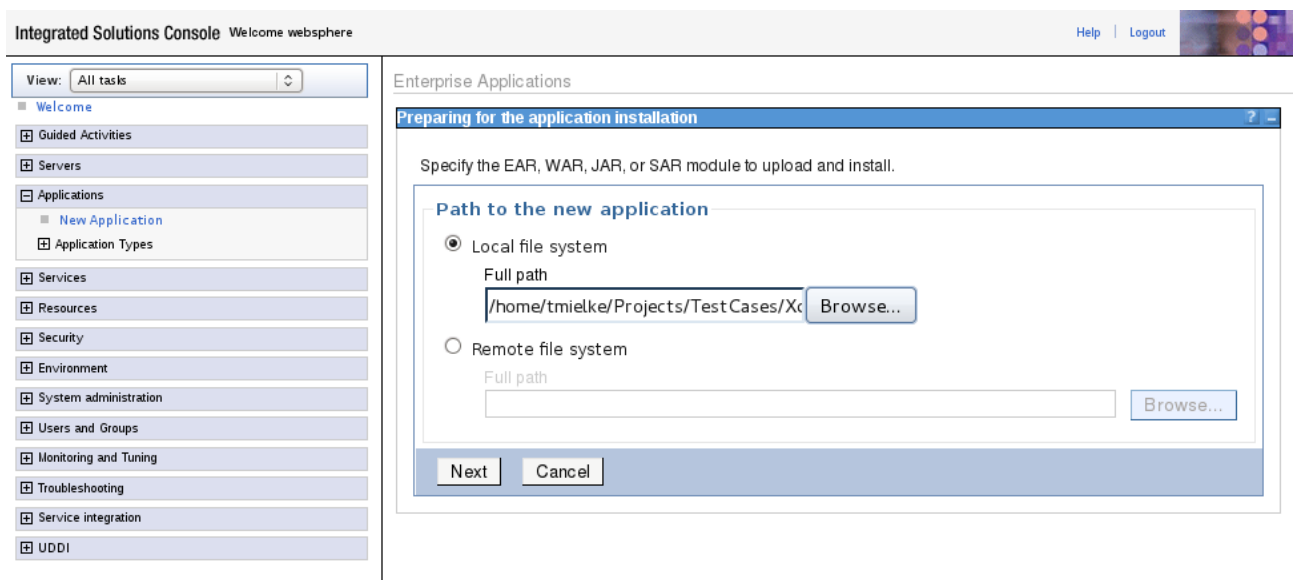 Integrated Solutions Console Welcome websphere
Help Logout
View: All tasks
Welcome
Guided Activities
Servers
Applications
New Application
Application Types
Services
Resources
Security
Environment
System administration
Users and Groups
Monitoring and Tuning
Troubleshooting
Service integration
UDDI
Enterprise Applications
Preparing for the application installation
? –
Specify the EAR, WAR, JAR, or SAR module to upload and install.
Path to the new application
Local file system
Full path
/home/tmielke/Projects/TestCases/Xc Browse...
Remote file system
Full path
Browse...
Next Cancel